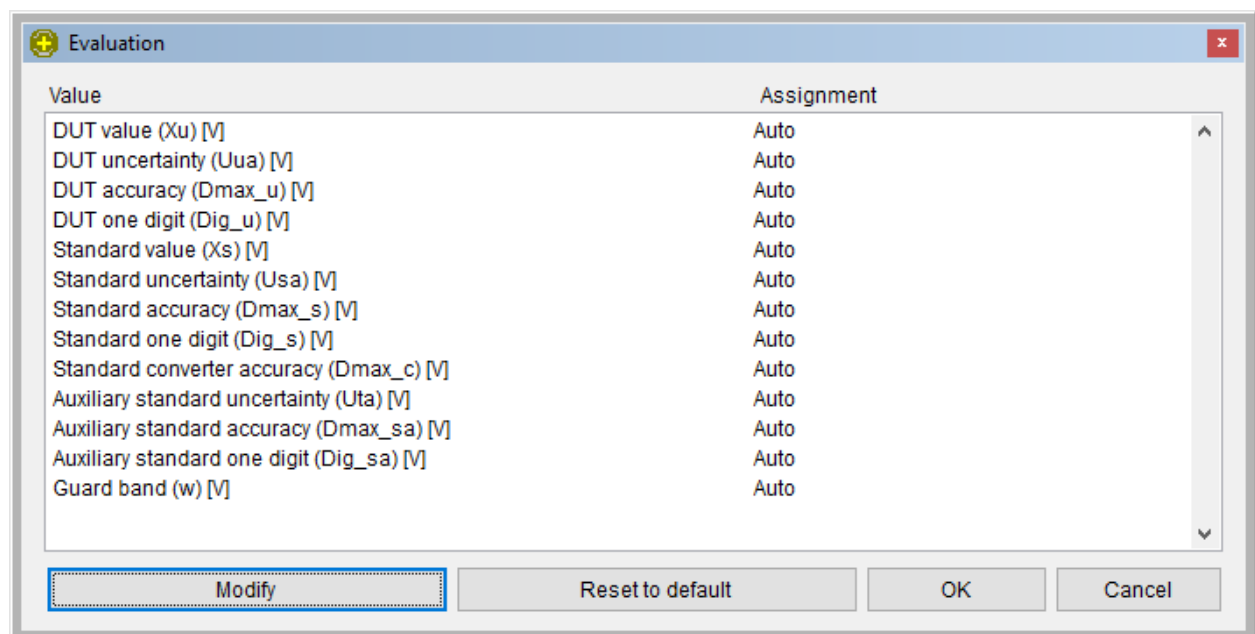 Evaluation
Value Assignment
DUT value (Xu) [V] Auto
DUT uncertainty (Uua) [V] Auto
DUT accuracy (Dmax_u) [V] Auto
DUT one digit (Dig_u) [V] Auto
Standard value (Xs) [V] Auto
Standard uncertainty (Usa) [V] Auto
Standard accuracy (Dmax_s) [V] Auto
Standard one digit (Dig_s) [V] Auto
Standard converter accuracy (Dmax_c) [V] Auto
Auxiliary standard uncertainty (Uta) [V] Auto
Auxiliary standard accuracy (Dmax_sa) [V] Auto
Auxiliary standard one digit (Dig_sa) [V] Auto
Guard band (w) [V] Auto
Modify Reset to default OK Cancel